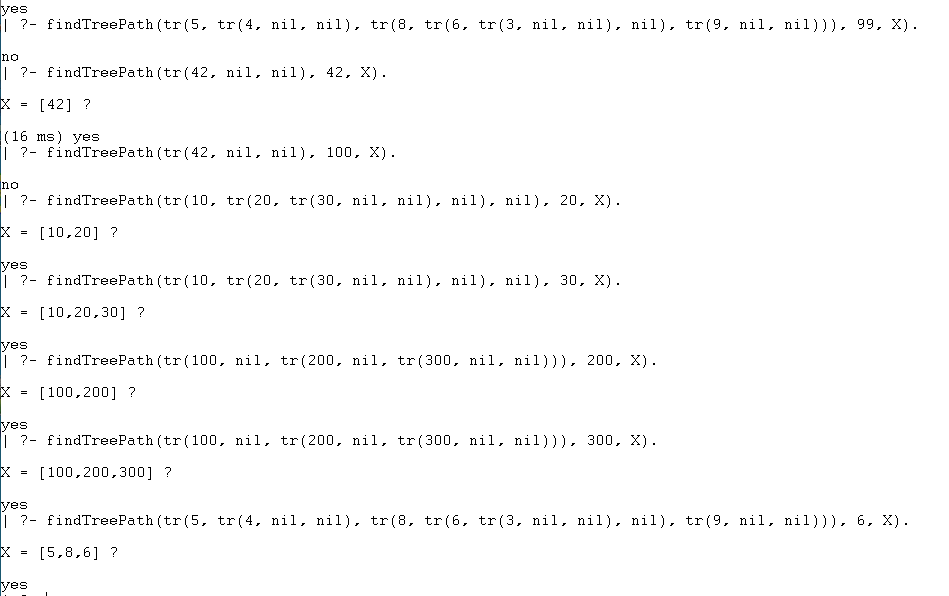 yes
| ?- findTreePath(tr(5, tr(4, nil, nil), tr(8, tr(6, tr(3, nil, nil), nil), tr(9, nil, nil))), 99, X).
no
| ?- findTreePath(tr(42, nil, nil), 42, X).
X = [42] ?
(16 ms) yes
| ?- findTreePath(tr(42, nil, nil), 100, X).
no
| ?- findTreePath(tr(10, tr(20, tr(30, nil, nil), nil), nil), 20, X).
X = [10,20] ?
yes
| ?- findTreePath(tr(10, tr(20, tr(30, nil, nil), nil), nil), 30, X).
X = [10,20,30] ?
yes
| ?- findTreePath(tr(100, nil, tr(200, nil, tr(300, nil, nil))), 200, X).
X = [100,200] ?
yes
| ?- findTreePath(tr(100, nil, tr(200, nil, tr(300, nil, nil))), 300, X).
X = [100,200,300] ?
yes
| ?- findTreePath(tr(5, tr(4, nil, nil), tr(8, tr(6, tr(3, nil, nil), nil), tr(9, nil, nil))), 6, X).
X = [5,8,6] ?
yes